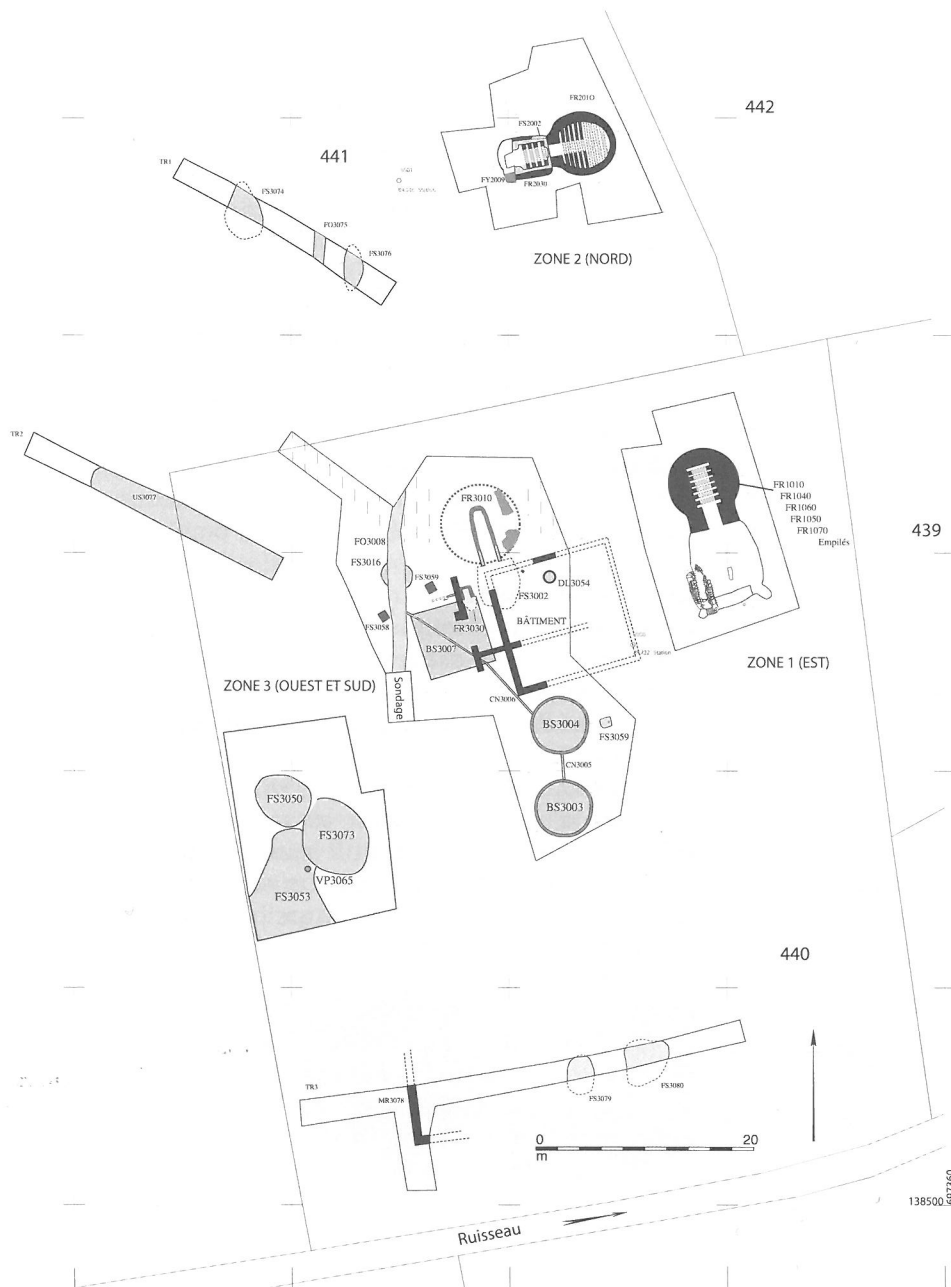 FR2010
442
FS2002
441
TR1
FS3074
FY2009
FR2030
FO3075
FS3076
ZONE 2 (NORD)
TR2
US3077
FR3010
FR1010
FR1040
FR1060
FR1050
FR1070
Empilés
439
FO3008
FS3016
FS3059
DL3054
FS3002
FS3058
FR3030
BÂTIMENT
BS3007
ZONE 1 (EST)
ZONE 3 (OUEST ET SUD)
Sondage
CN3006
BS3004
FS3059
CN3005
FS3050
BS3003
FS3073
VP3065
FS3053
440
TR3
MR3078
FS3079
FS3080
0 20
m
138500
697260
Ruisseau